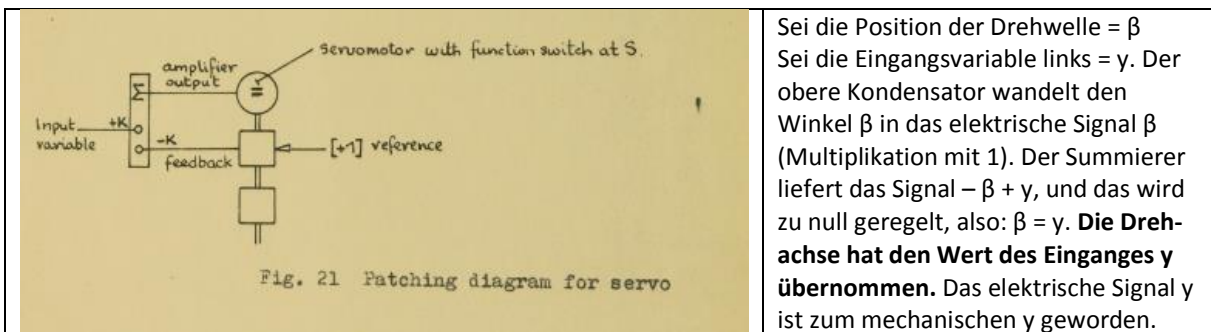 servomotor with function switch at S.
amplifier
output
Σ
=
Input
variable
+K
-K
feedback
[+1] reference
Fig. 21 Patching diagram for servo
Sei die Position der Drehwelle = β
Sei die Eingangsvariable links = y. Der
obere Kondensator wandelt den
Winkel β in das elektrische Signal β
(Multiplikation mit 1). Der Summierer
liefert das Signal – β + y, und das wird
zu null geregelt, also: β = y. Die Dreh-
achse hat den Wert des Einganges y
übernommen. Das elektrische Signal y
ist zum mechanischen y geworden.